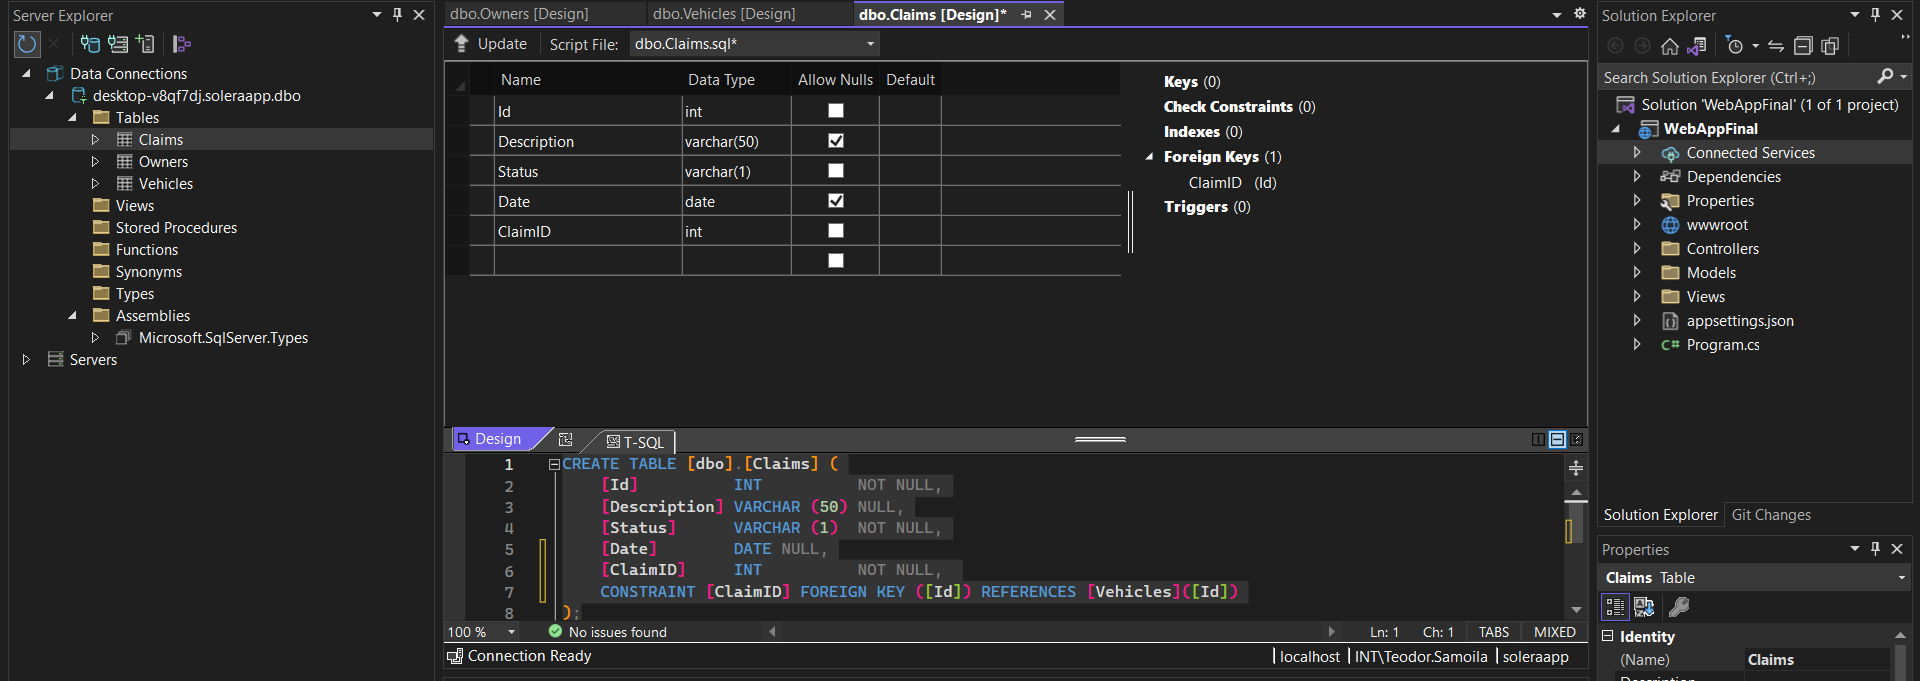 Server Explorer
Data Connections
desktop-v8qf7dj.soleraapp.dbo
Tables
Claims
Owners
Vehicles
Views
Stored Procedures
Functions
Synonyms
Types
Assemblies
Microsoft.SqlServer.Types
Servers
dbo.Owners [Design]
dbo.Vehicles [Design]
dbo.Claims [Design]*
Update
Script File:
dbo.Claims.sql*
Name Data Type Allow Nulls Default
Id int
Description varchar(50)
Status varchar(1)
Date date
ClaimID int
Keys (0)
Check Constraints (0)
Indexes (0)
Foreign Keys (1)
ClaimID (Id)
Triggers (0)
Design
T-SQL
1 CREATE TABLE [dbo].[Claims] (
2 [Id] INT NOT NULL,
3 [Description] VARCHAR (50) NULL,
4 [Status] VARCHAR (1) NOT NULL,
5 [Date] DATE NULL,
6 [ClaimID] INT NOT NULL,
7 CONSTRAINT [ClaimID] FOREIGN KEY ([Id]) REFERENCES [Vehicles]([Id])
8 );
100 %
No issues found
Ln: 1 Ch: 1 TABS MIXED
Connection Ready
localhost
INT\Teodor.Samoila
soleraapp
Solution Explorer
Search Solution Explorer (Ctrl+;)
Solution 'WebAppFinal' (1 of 1 project)
WebAppFinal
Connected Services
Dependencies
Properties
wwwroot
Controllers
Models
Views
appsettings.json
C# Program.cs
Solution Explorer
Git Changes
Properties
Claims Table
Identity
(Name) Claims